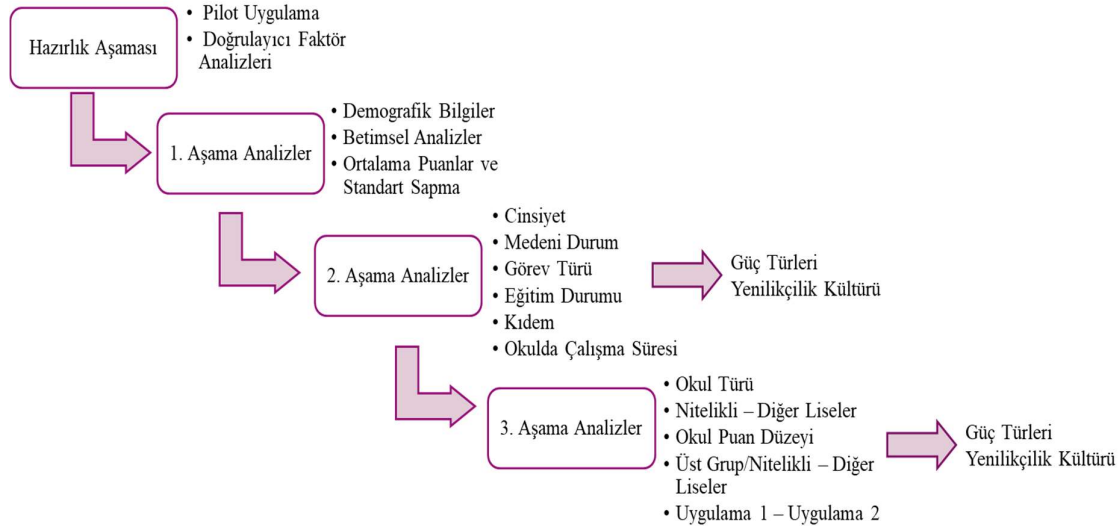 Hazırlık Aşaması
• Pilot Uygulama
• Doğrulayıcı Faktör
Analizleri
1. Aşama Analizler
• Demografik Bilgiler
• Betimsel Analizler
• Ortalama Puanlar ve
Standart Sapma
2. Aşama Analizler
• Cinsiyet
• Medeni Durum
• Görev Türü
• Eğitim Durumu
• Kıdem
• Okulda Çalışma Süresi
Güç Türleri
Yenilikçilik Kültürü
3. Aşama Analizler
• Okul Türü
• Nitelikli – Diğer Liseler
• Okul Puan Düzeyi
• Üst Grup/Nitelikli – Diğer
Liseler
• Uygulama 1 – Uygulama 2
Güç Türleri
Yenilikçilik Kültürü